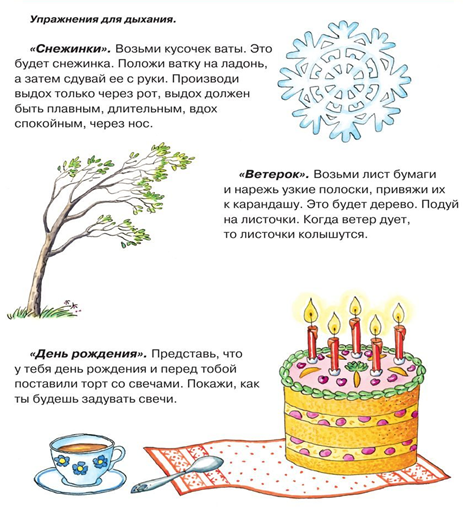 Упражнения для дыхания.
«Снежинки». Возьми кусочек ваты. Это
будет снежинка. Положи ватку на ладонь,
а затем сдувай ее с руки. Производи
выдох только через рот, выдох должен
быть плавным, длительным, вдох
спокойным, через нос.
«Ветерок». Возьми лист бумаги
и нарежь узкие полоски, привяжи их
к карандашу. Это будет дерево. Подуй
на листочки. Когда ветер дует,
то листочки колышутся.
«День рождения». Представь, что
у тебя день рождения и перед тобой
поставили торт со свечами. Покажи, как
ты будешь задувать свечи.